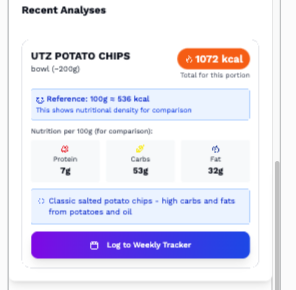 Recent Analyses
UTZ POTATO CHIPS
bowl (~200g)
1072 kcal
Total for this portion
Reference: 100g = 536 kcal
This shows nutritional density for comparison
Nutrition per 100g (for comparison):
Protein
7g
Carbs
53g
Fat
32g
Classic salted potato chips - high carbs and fats
from potatoes and oil
Log to Weekly Tracker